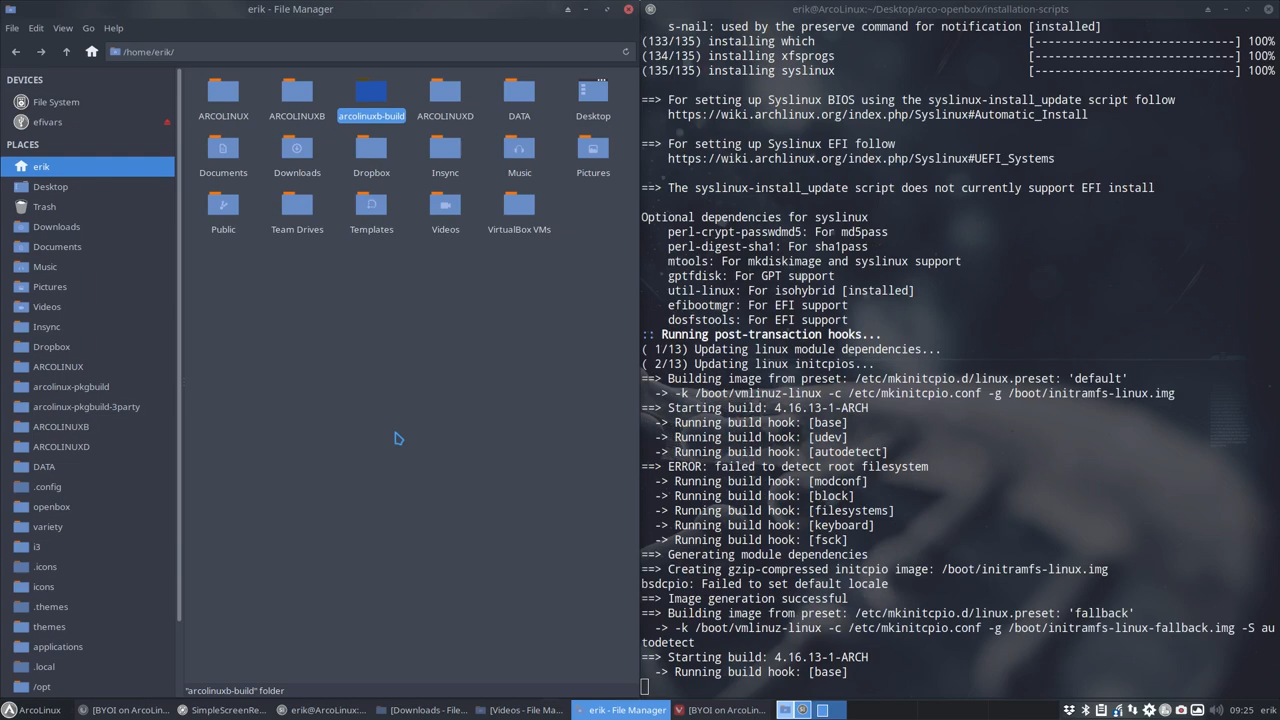 erik - File Manager
File Edit View Go Help
/home/erik/
DEVICES
File System
efivars
PLACES
erik
Desktop
Trash
Downloads
Documents
Music
Pictures
Videos
Insync
Dropbox
ARCOLINUX
arcolinux-pkgbuild
arcolinux-pkgbuild-3party
ARCOLINUXB
ARCOLINUXD
DATA
.config
openbox
variety
i3
.icons
icons
.themes
themes
applications
.local
/opt
ARCOLINUX ARCOLINUXB arcolinuxb-build ARCOLINUXD DATA Desktop
Documents Downloads Dropbox Insync Music Pictures
Public Team Drives Templates Videos VirtualBox VMs
"arcolinuxb-build" folder
erik@ArcoLinux:~/Desktop/arco-openbox/installation-scripts
s-nail: used by the preserve command for notification [installed]
(133/135) installing which [-----------------------------] 100%
(134/135) installing xfsprogs [-----------------------------] 100%
(135/135) installing syslinux [-----------------------------] 100%
==> For setting up Syslinux BIOS using the syslinux-install_update script follow
https://wiki.archlinux.org/index.php/Syslinux#Automatic_Install
==> For setting up Syslinux EFI follow
https://wiki.archlinux.org/index.php/Syslinux#UEFI_Systems
==> The syslinux-install_update script does not currently support EFI install
Optional dependencies for syslinux
perl-crypt-passwdmd5: For md5pass
perl-digest-sha1: For sha1pass
mtools: For mkdiskimage and syslinux support
gptfdisk: For GPT support
util-linux: For isohybrid [installed]
efibootmgr: For EFI support
dosfstools: For EFI support
:: Running post-transaction hooks...
( 1/13) Updating linux module dependencies...
( 2/13) Updating linux initcpios...
==> Building image from preset: /etc/mkinitcpio.d/linux.preset: 'default'
-> -k /boot/vmlinuz-linux -c /etc/mkinitcpio.conf -g /boot/initramfs-linux.img
==> Starting build: 4.16.13-1-ARCH
-> Running build hook: [base]
-> Running build hook: [udev]
-> Running build hook: [autodetect]
==> ERROR: failed to detect root filesystem
-> Running build hook: [modconf]
-> Running build hook: [block]
-> Running build hook: [filesystems]
-> Running build hook: [keyboard]
-> Running build hook: [fsck]
==> Generating module dependencies
==> Creating gzip-compressed initcpio image: /boot/initramfs-linux.img
bsdcpio: Failed to set default locale
==> Image generation successful
==> Building image from preset: /etc/mkinitcpio.d/linux.preset: 'fallback'
-> -k /boot/vmlinuz-linux -c /etc/mkinitcpio.conf -g /boot/initramfs-linux-fallback.img -S au
todetect
==> Starting build: 4.16.13-1-ARCH
-> Running build hook: [base]
ArcoLinux [BYOI on ArcoLin... SimpleScreenRe... erik@ArcoLinux:... [Downloads - File... [Videos - File Ma... erik - File Manager [BYOI on ArcoLin... 09:25 erik